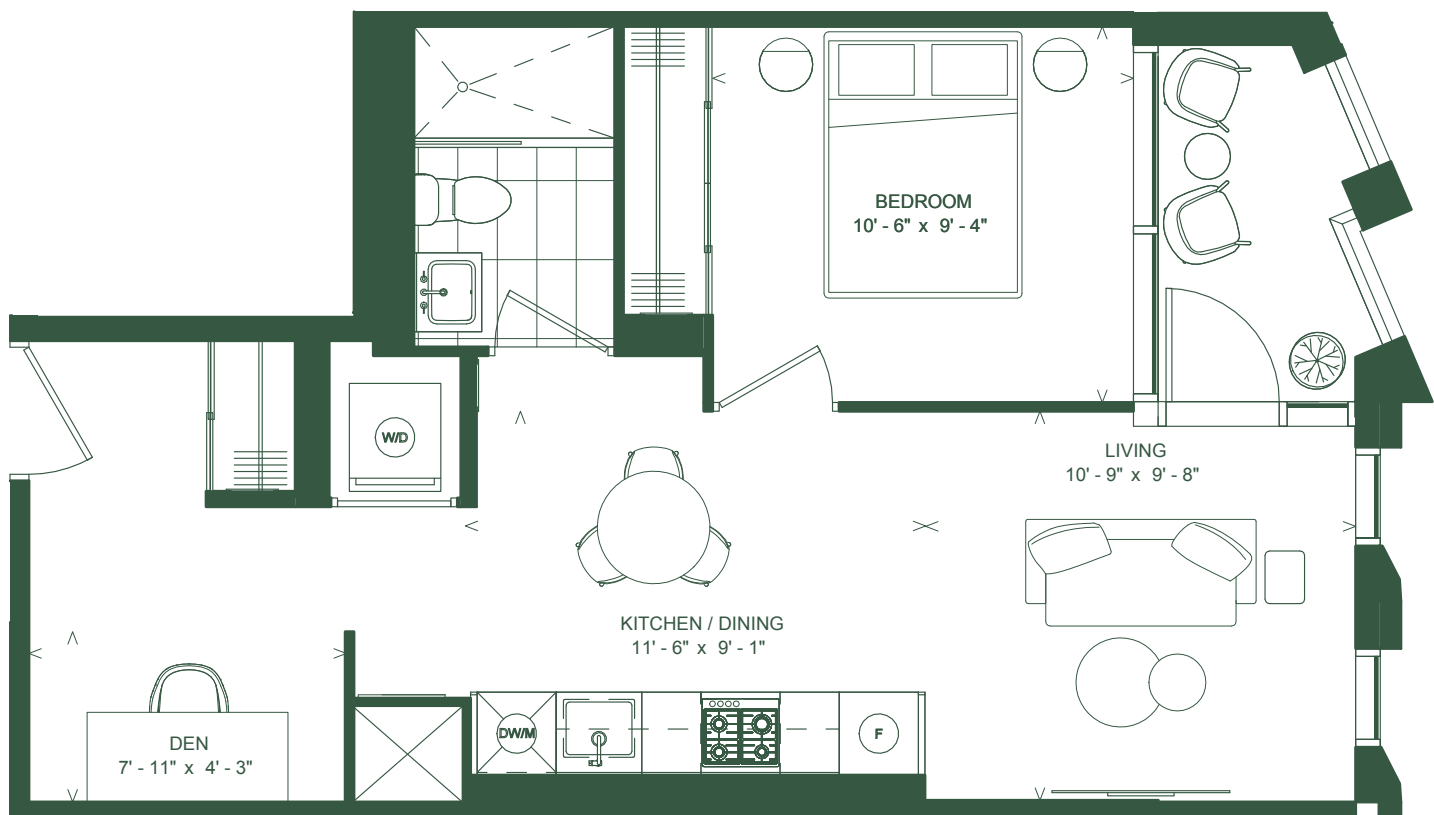 BEDROOM
10' - 6" x 9' - 4"
W/D
LIVING
10' - 9" x 9' - 8"
KITCHEN / DINING
11' - 6" x 9' - 1"
DW/M
F
DEN
7' - 11" x 4' - 3"